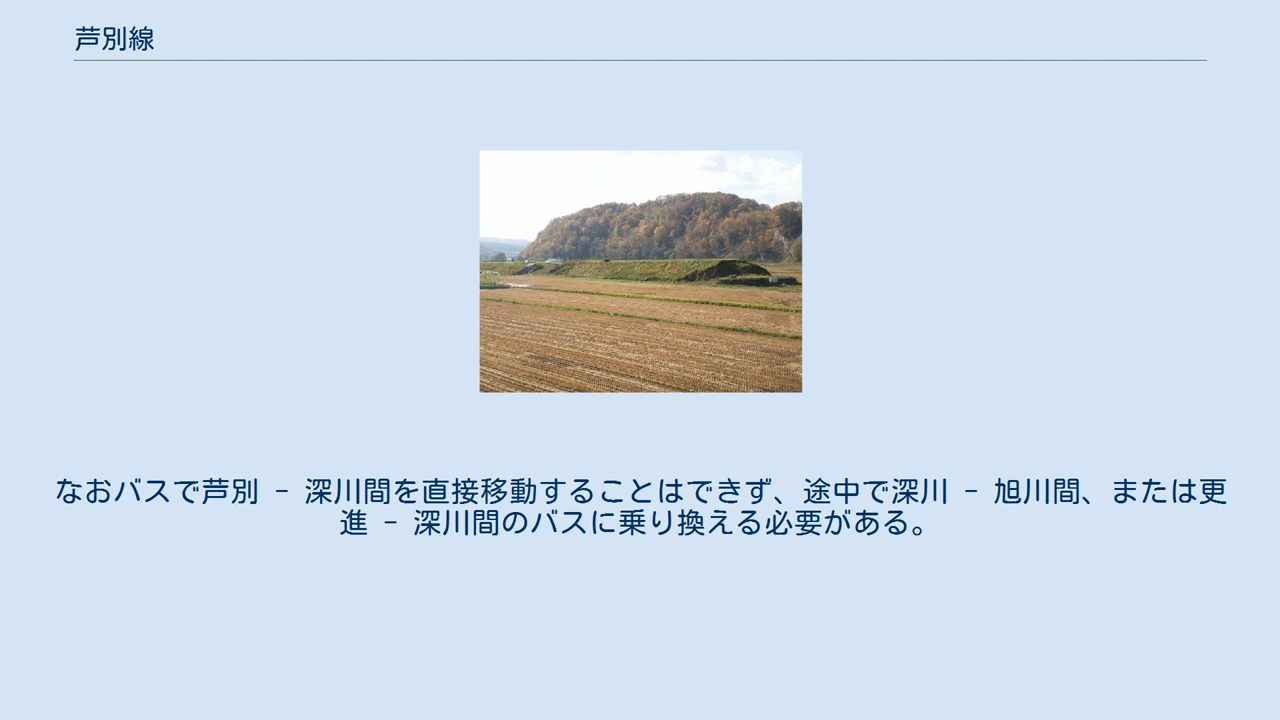 芦別線
なおバスで芦別 - 深川間を直接移動することはできず、途中で深川 - 旭川間、または更
進 - 深川間のバスに乗り換える必要がある。